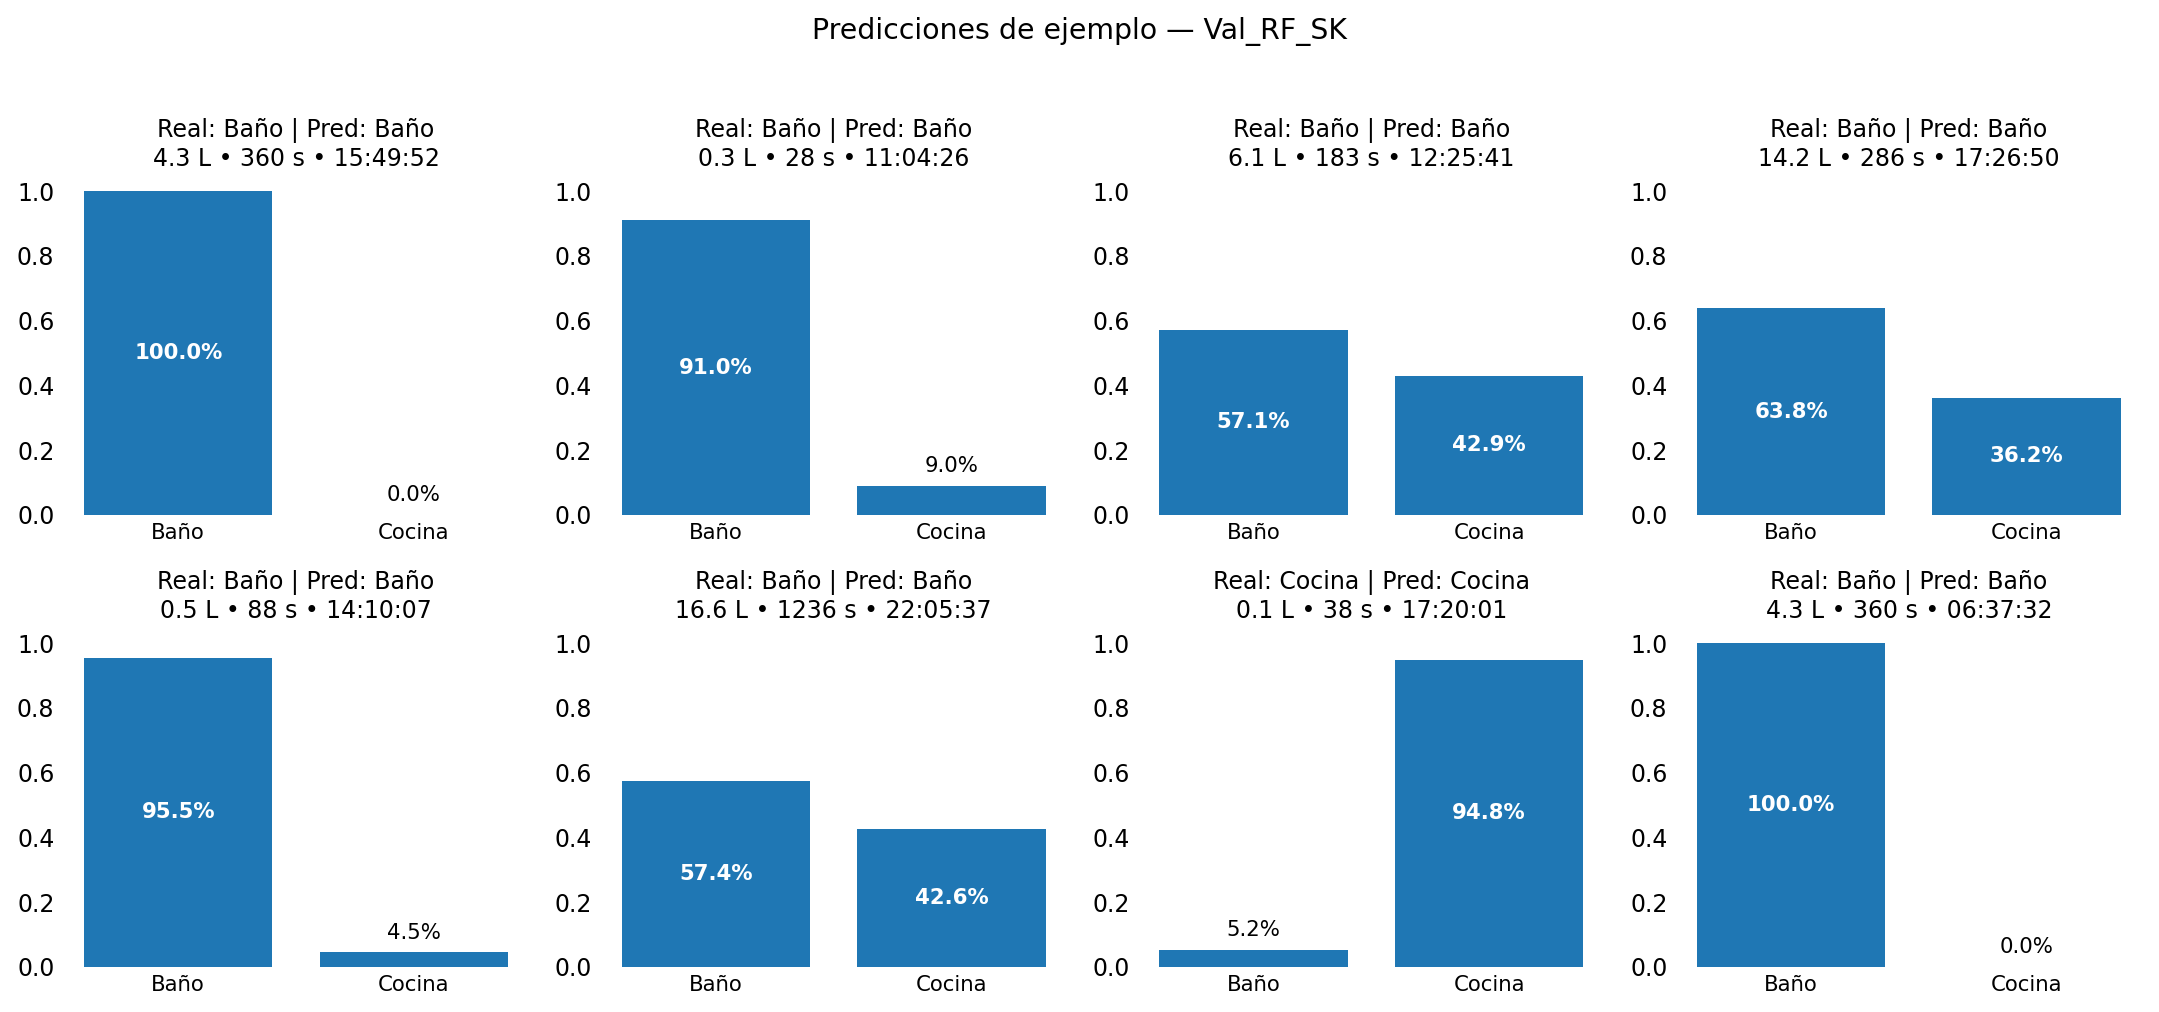 Predicciones de ejemplo — Val_RF_SK
Real: Baño | Pred: Baño
4.3 L • 360 s • 15:49:52
1.0
0.8
0.6
0.4
0.2
0.0
100.0%
0.0%
Baño Cocina
Real: Baño | Pred: Baño
0.3 L • 28 s • 11:04:26
1.0
0.8
0.6
0.4
0.2
0.0
91.0%
9.0%
Baño Cocina
Real: Baño | Pred: Baño
6.1 L • 183 s • 12:25:41
1.0
0.8
0.6
0.4
0.2
0.0
57.1%
42.9%
Baño Cocina
Real: Baño | Pred: Baño
14.2 L • 286 s • 17:26:50
1.0
0.8
0.6
0.4
0.2
0.0
63.8%
36.2%
Baño Cocina
Real: Baño | Pred: Baño
0.5 L • 88 s • 14:10:07
1.0
0.8
0.6
0.4
0.2
0.0
95.5%
4.5%
Baño Cocina
Real: Baño | Pred: Baño
16.6 L • 1236 s • 22:05:37
1.0
0.8
0.6
0.4
0.2
0.0
57.4%
42.6%
Baño Cocina
Real: Cocina | Pred: Cocina
0.1 L • 38 s • 17:20:01
1.0
0.8
0.6
0.4
0.2
0.0
5.2%
94.8%
Baño Cocina
Real: Baño | Pred: Baño
4.3 L • 360 s • 06:37:32
1.0
0.8
0.6
0.4
0.2
0.0
100.0%
0.0%
Baño Cocina